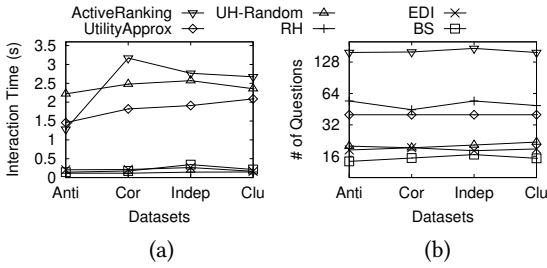 ActiveRanking UH-Random EDI
UtilityApprox RH BS
Interaction Time (s)
3.5
3
2.5
2
1.5
1
0.5
0
Anti Cor Indep Clu
Datasets
(a)
# of Questions
128
64
32
16
Anti Cor Indep Clu
Datasets
(b)